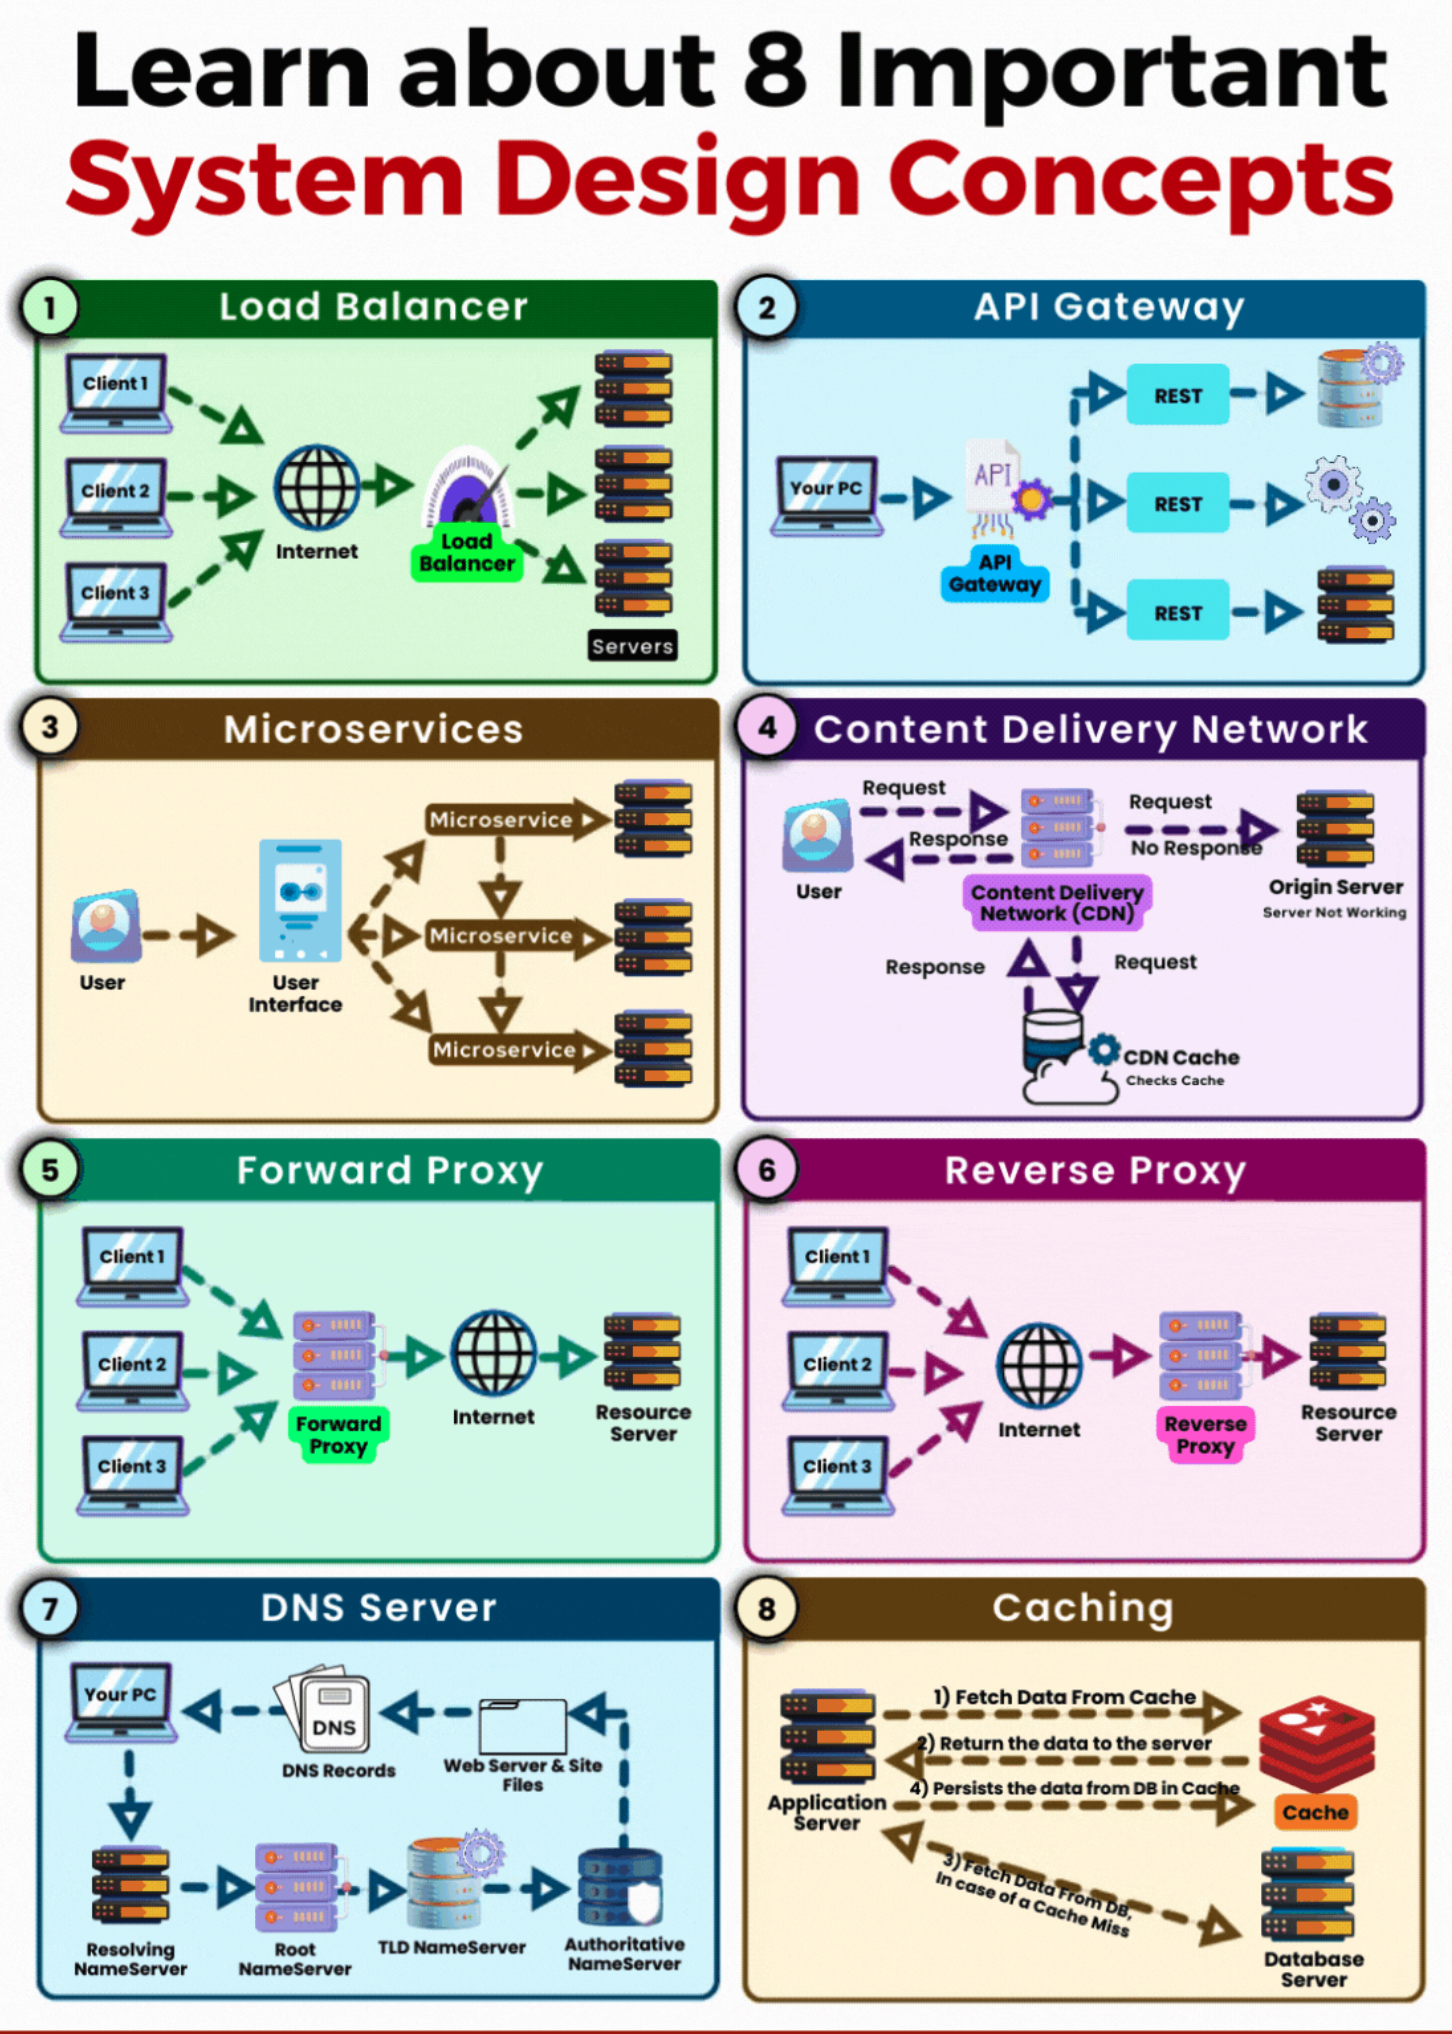 Learn about 8 Important
System Design Concepts
1
Load Balancer
Client 1
Client 2
Client 3
Internet
Load
Balancer
Servers
2
API Gateway
Your PC
API
API
Gateway
REST
REST
REST
3
Microservices
User
User
Interface
Microservice
Microservice
Microservice
4
Content Delivery Network
Request
Response
User
Content Delivery
Network (CDN)
Request
No Response
Origin Server
Server Not Working
Response
Request
CDN Cache
Checks Cache
5
Forward Proxy
Client 1
Client 2
Client 3
Forward
Proxy
Internet
Resource
Server
6
Reverse Proxy
Client 1
Client 2
Client 3
Internet
Reverse
Proxy
Resource
Server
7
DNS Server
Your PC
DNS
DNS Records
Web Server & Site
Files
Resolving
NameServer
Root
NameServer
TLD NameServer
Authoritative
NameServer
8
Caching
1) Fetch Data From Cache
2) Return the data to the server
4) Persists the data from DB in Cache
Application
Server
Cache
3) Fetch Data From DB,
In case of a Cache Miss
Database
Server